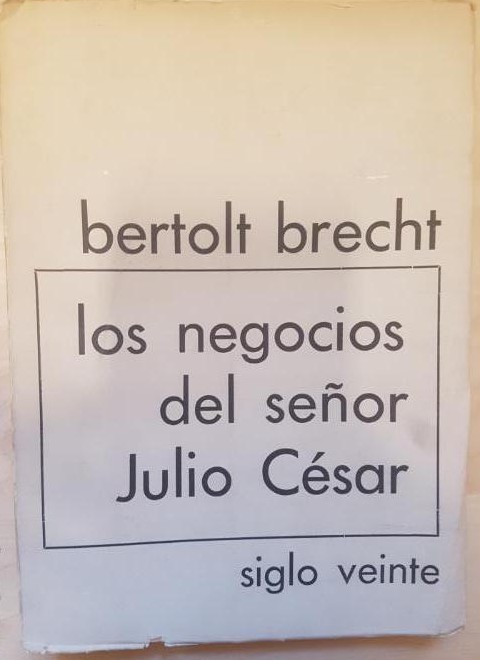 bertolt brecht
los negocios
del señor
Julio César
siglo veinte